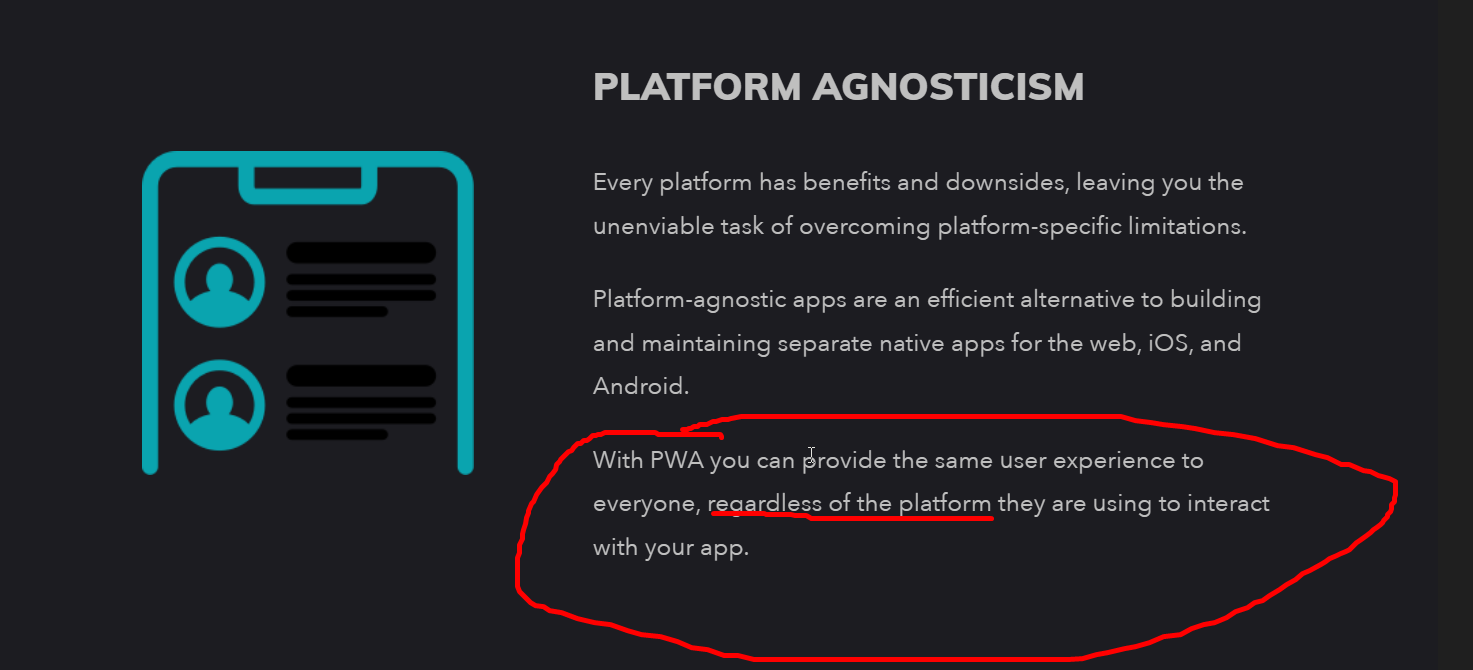 PLATFORM AGNOSTICISM
Every platform has benefits and downsides, leaving you the
unenviable task of overcoming platform-specific limitations.
Platform-agnostic apps are an efficient alternative to building
and maintaining separate native apps for the web, iOS, and
Android.
With PWA you can provide the same user experience to
everyone, regardless of the platform they are using to interact
with your app.